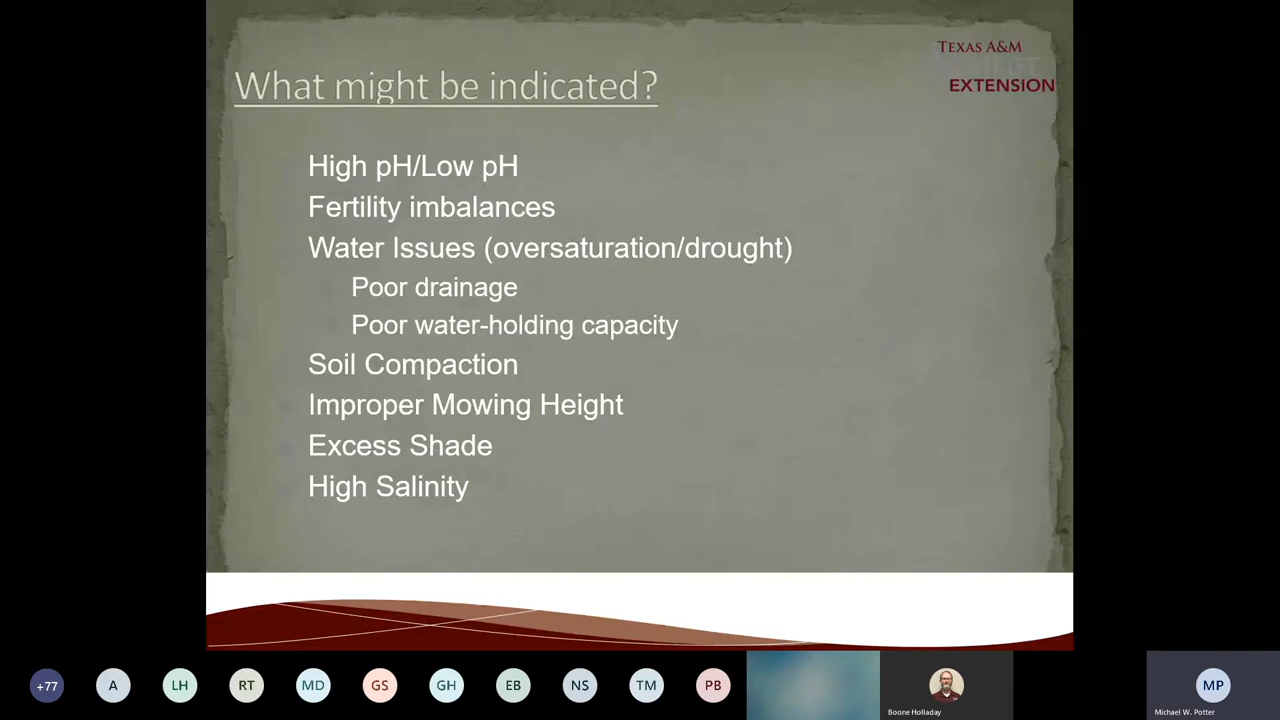 TEXAS A&M
EXTENSION
What might be indicated?
High pH/Low pH
Fertility imbalances
Water Issues (oversaturation/drought)
Poor drainage
Poor water-holding capacity
Soil Compaction
Improper Mowing Height
Excess Shade
High Salinity
+77
A
LH
RT
MD
GS
GH
EB
NS
TM
PB
Boone Holladay
MP
Michael W. Potter